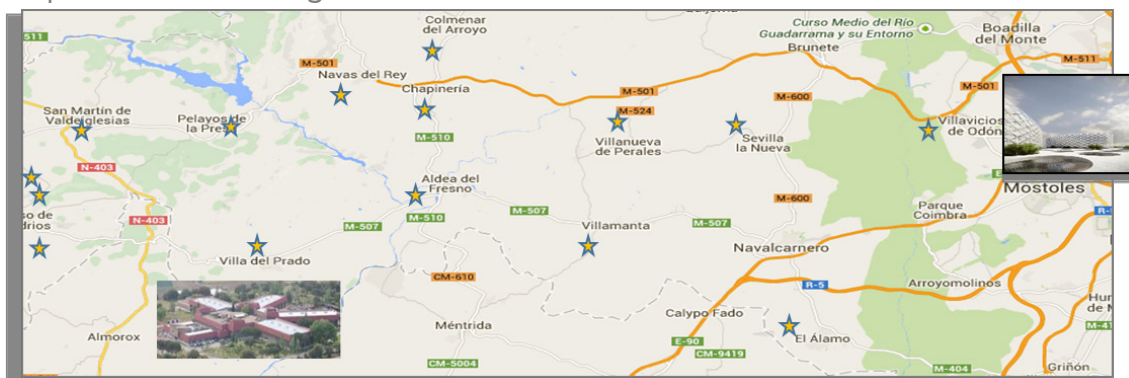 511
Colmenar
del Arroyo
Curso Medio del Río
Guadarrama y su Entorno
Boadilla
del Monte
Brunete
M-501
M-511
Navas del Rey
Chapinería
M-501
M-600
M-501
San Martín de
Valdeiglesias
Pelayos de
la Presa
M-524
M-510
Villanueva
de Perales
Sevilla
la Nueva
Villaviciosa
de Odón
N-403
Aldea del
Fresno
Móstoles
M-600
N-403
M-510
M-507
M-507
M-507
Villamanta
Parque
Coimbra
Villa del Prado
Navalcarnero
CM-610
R-5
Arroyomolinos
Calypo Fado
Méntrida
El Álamo
Almorox
E-90
CM-9419
CM-5004
M-404
Griñón